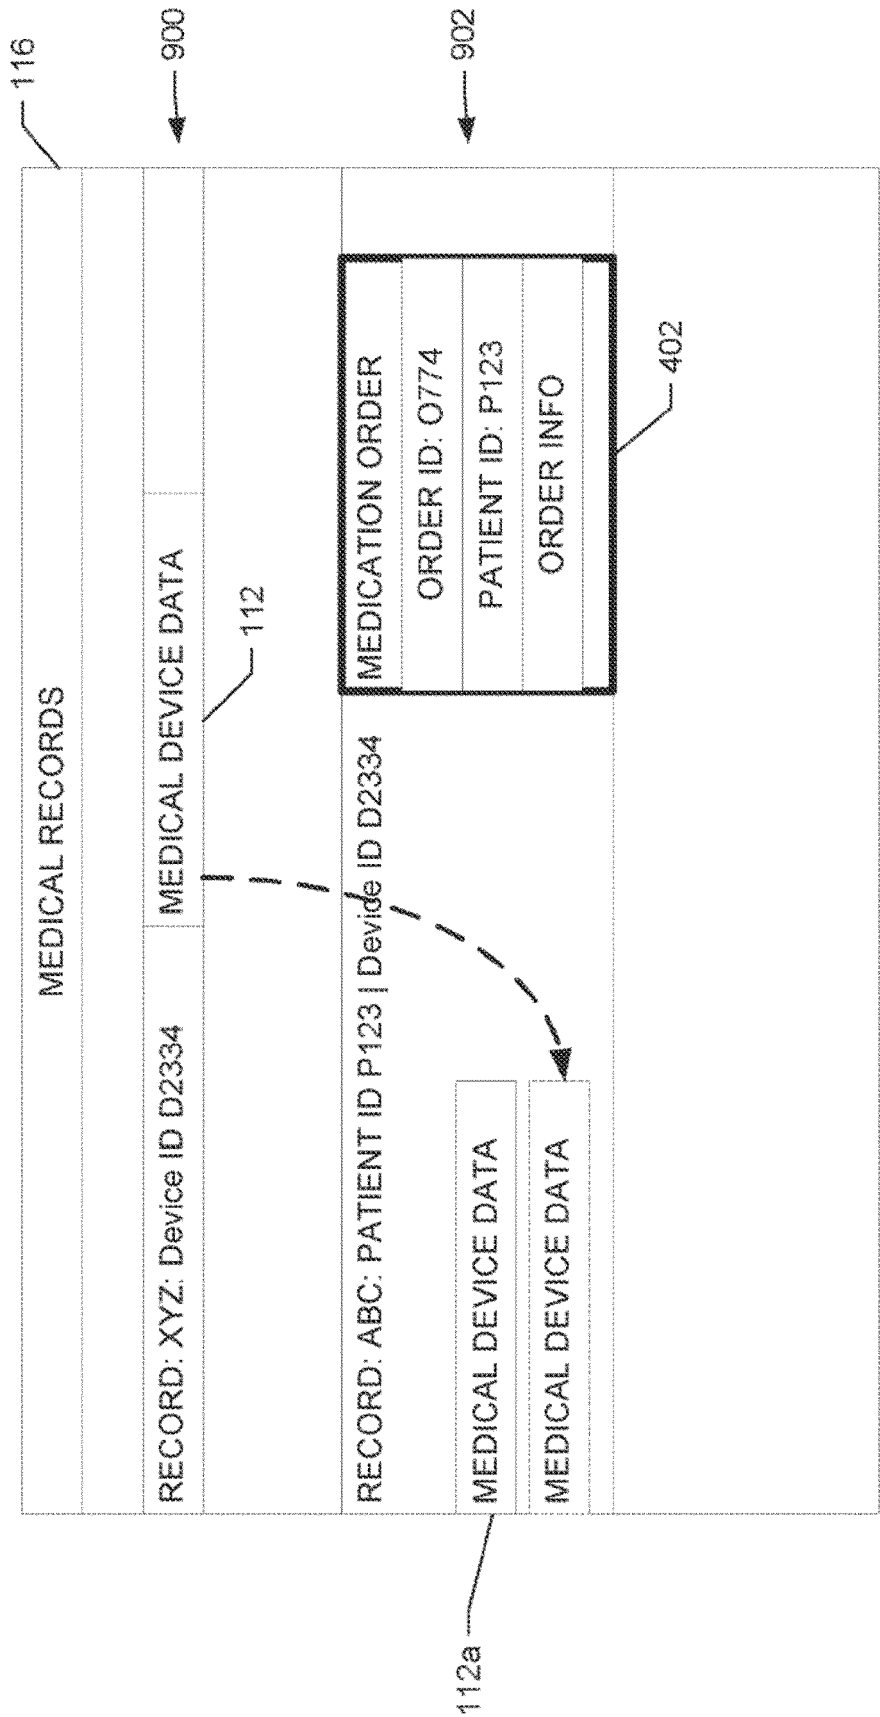 116
MEDICAL RECORDS
RECORD: XYZ: Device ID D2334
MEDICAL DEVICE DATA
900
112
RECORD: ABC: PATIENT ID P123 | Device ID D2334
MEDICATION ORDER
902
ORDER ID: O774
PATIENT ID: P123
ORDER INFO
112a
MEDICAL DEVICE DATA
MEDICAL DEVICE DATA
402